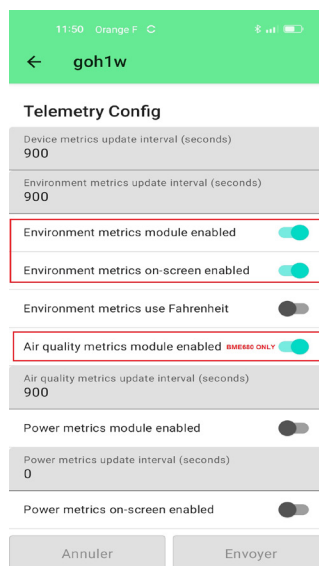 11:50 Orange F
goh1w
Telemetry Config
Device metrics update interval (seconds)
900
Environment metrics update interval (seconds)
900
Environment metrics module enabled
Environment metrics on-screen enabled
Environment metrics use Fahrenheit
Air quality metrics module enabled BME680 ONLY
Air quality metrics update interval (seconds)
900
Power metrics module enabled
Power metrics update interval (seconds)
0
Power metrics on-screen enabled
Annuler Envoyer